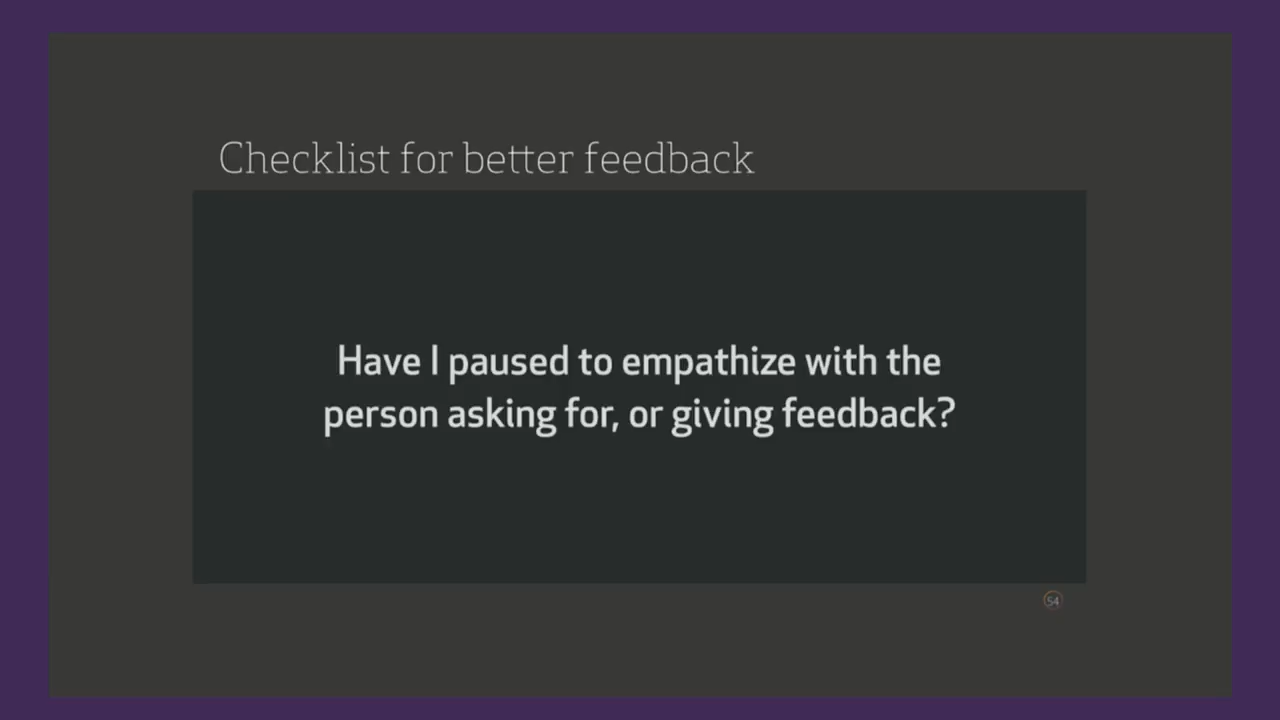 Checklist for better feedback
Have I paused to empathize with the
person asking for, or giving feedback?
54